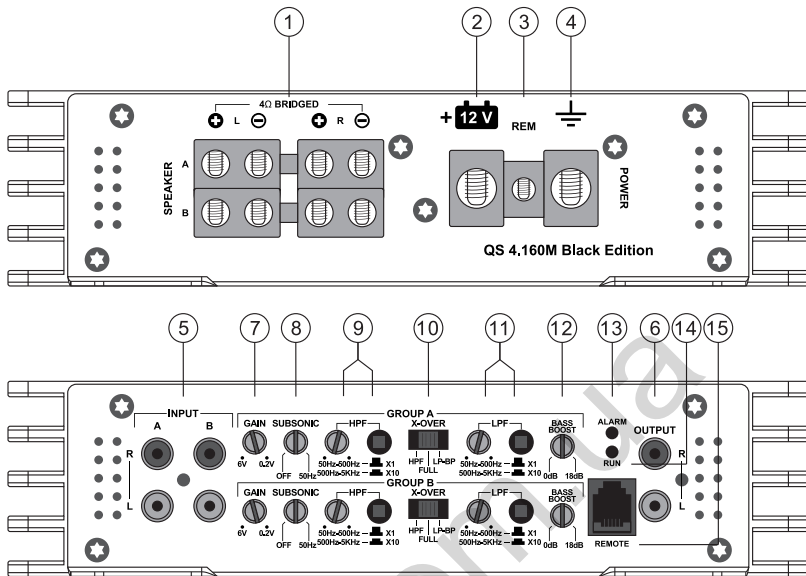 1 2 3 4
4Ω BRIDGED
+ L − + R −
+ 12 V REM
SPEAKER
A
B
POWER
QS 4.160M Black Edition
5 7 8 9 10 11 12 13 6 14 15
INPUT
A B
R
L
GROUP A
GAIN SUBSONIC HPF X-OVER LPF BASS BOOST
6V 0.2V OFF 50Hz 50Hz-500Hz X1 HPF LP-BP 50Hz-500Hz X1 0dB 18dB
500Hz-5KHz X10 FULL 500Hz-5KHz X10
GROUP B
GAIN SUBSONIC HPF X-OVER LPF BASS BOOST
6V 0.2V OFF 50Hz 50Hz-500Hz X1 HPF LP-BP 50Hz-500Hz X1 0dB 18dB
500Hz-5KHz X10 FULL 500Hz-5KHz X10
ALARM
RUN
OUTPUT
R
L
REMOTE
om.ua